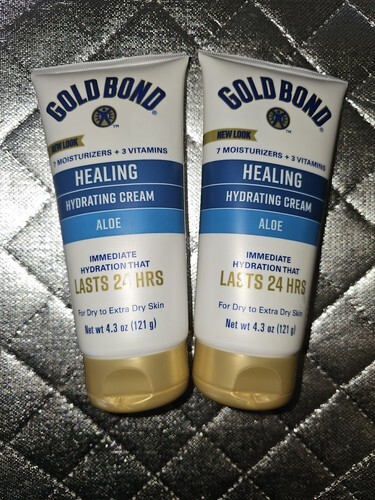 GOLD BOND®
™
NEW LOOK
7 MOISTURIZERS + 3 VITAMINS
HEALING
HYDRATING CREAM
ALOE
IMMEDIATE
HYDRATION THAT
LASTS 24 HRS
For Dry to Extra Dry Skin
Net wt 4.3 oz (121 g)
GOLD BOND®
™
NEW LOOK
7 MOISTURIZERS + 3 VITAMINS
HEALING
HYDRATING CREAM
ALOE
IMMEDIATE
HYDRATION THAT
LASTS 24 HRS
For Dry to Extra Dry Skin
Net wt 4.3 oz (121 g)